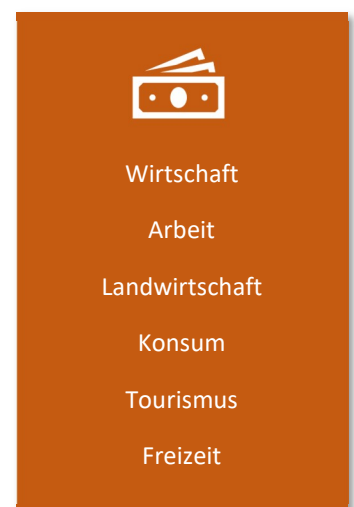 Wirtschaft
Arbeit
Landwirtschaft
Konsum
Tourismus
Freizeit